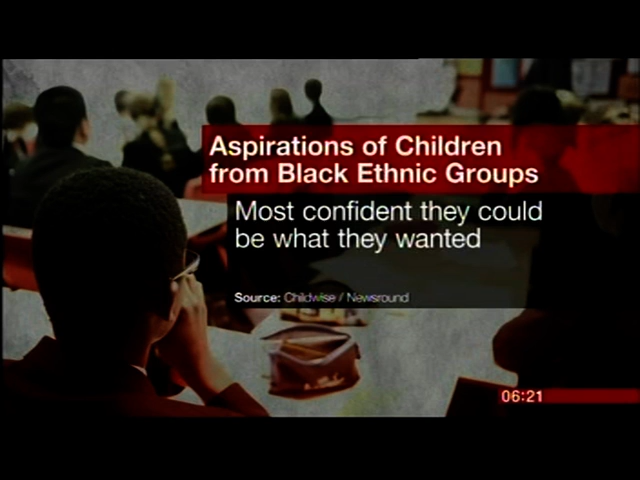 Aspirations of Children
from Black Ethnic Groups
Most confident they could
be what they wanted
Source: Childwise / Newsround
06:21